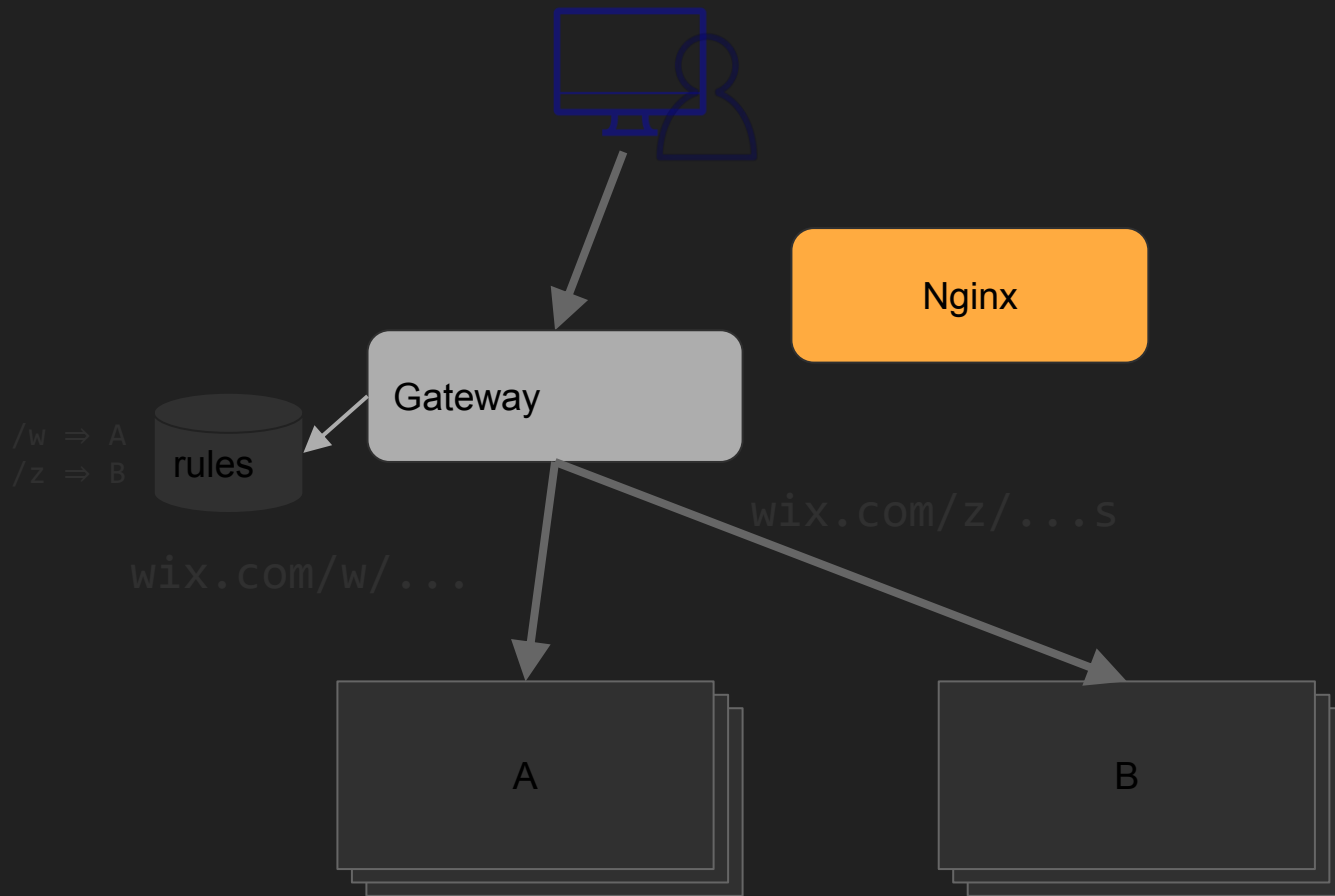 Nginx
Gateway
/w ⇒ A
/z ⇒ B
rules
wix.com/z/...s
wix.com/w/...
A
B